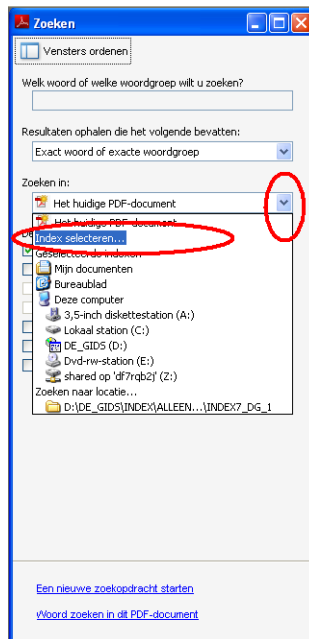 Zoeken
Vensters ordenen
Welk woord of welke woordgroep wilt u zoeken?
Resultaten ophalen die het volgende bevatten:
Exact woord of exacte woordgroep
Zoeken in:
Het huidige PDF-document
Het huidige PDF-document
Index selecteren...
Geselecteerde indexen
Mijn documenten
Bureaublad
Deze computer
3,5-inch diskettestation (A:)
Lokaal station (C:)
DE_GIDS (D:)
Dvd-rw-station (E:)
shared op 'df7rqb2j' (Z:)
Zoeken naar locatie...
D:\DE_GIDS\INDEX\ALLEEN...\INDEX7_DG_1
Een nieuwe zoekopdracht starten
Woord zoeken in dit PDF-document